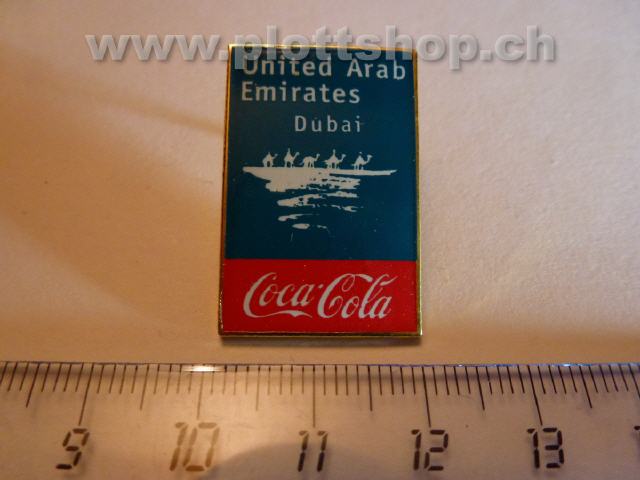 www.plottshop.ch
United Arab
Emirates
Dubai
Coca-Cola
9 10 11 12 13